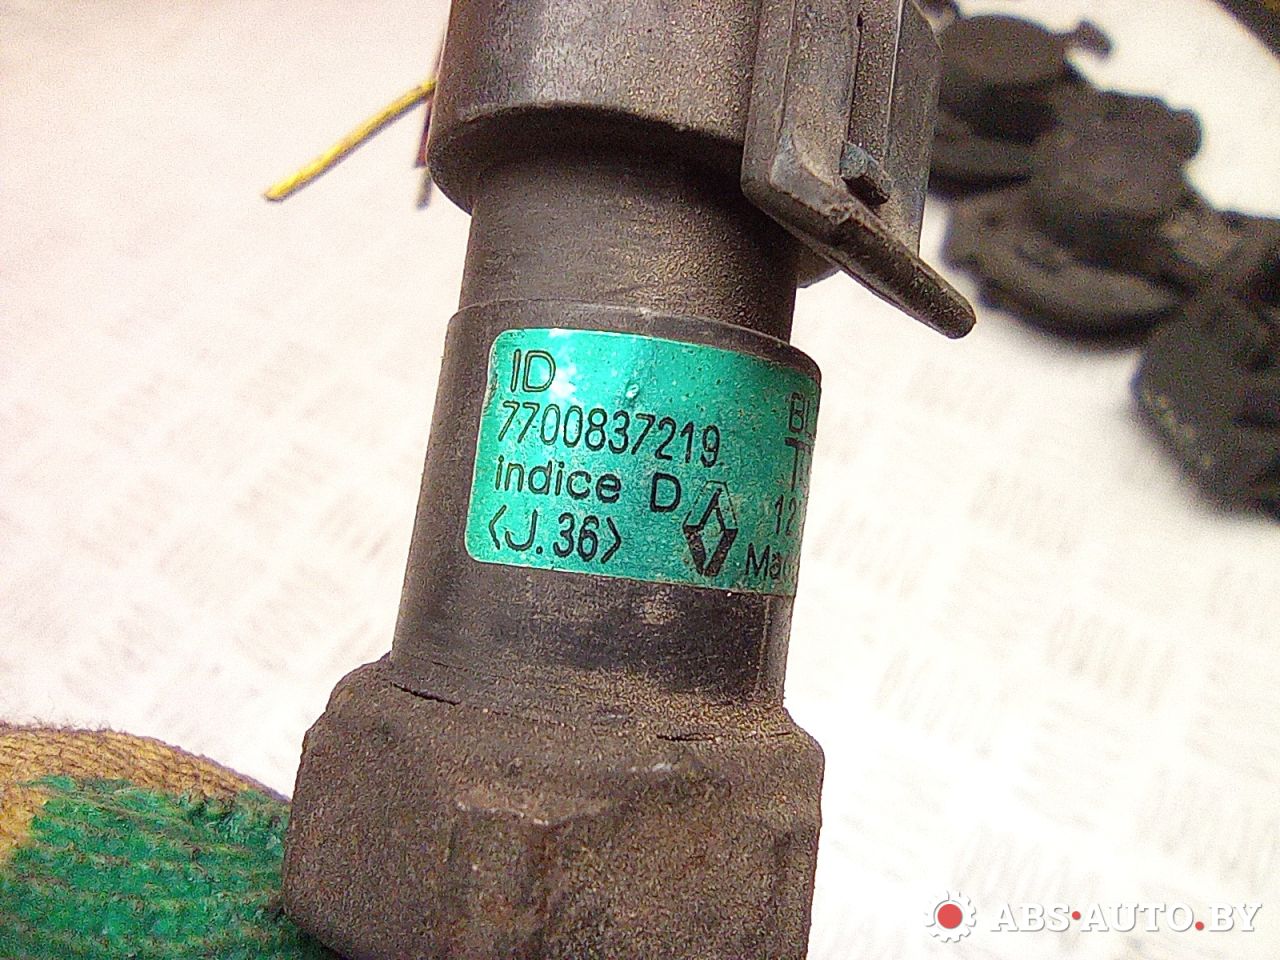 ID
7700837219
indice D
<J.36>
ABS-AUTO.BY